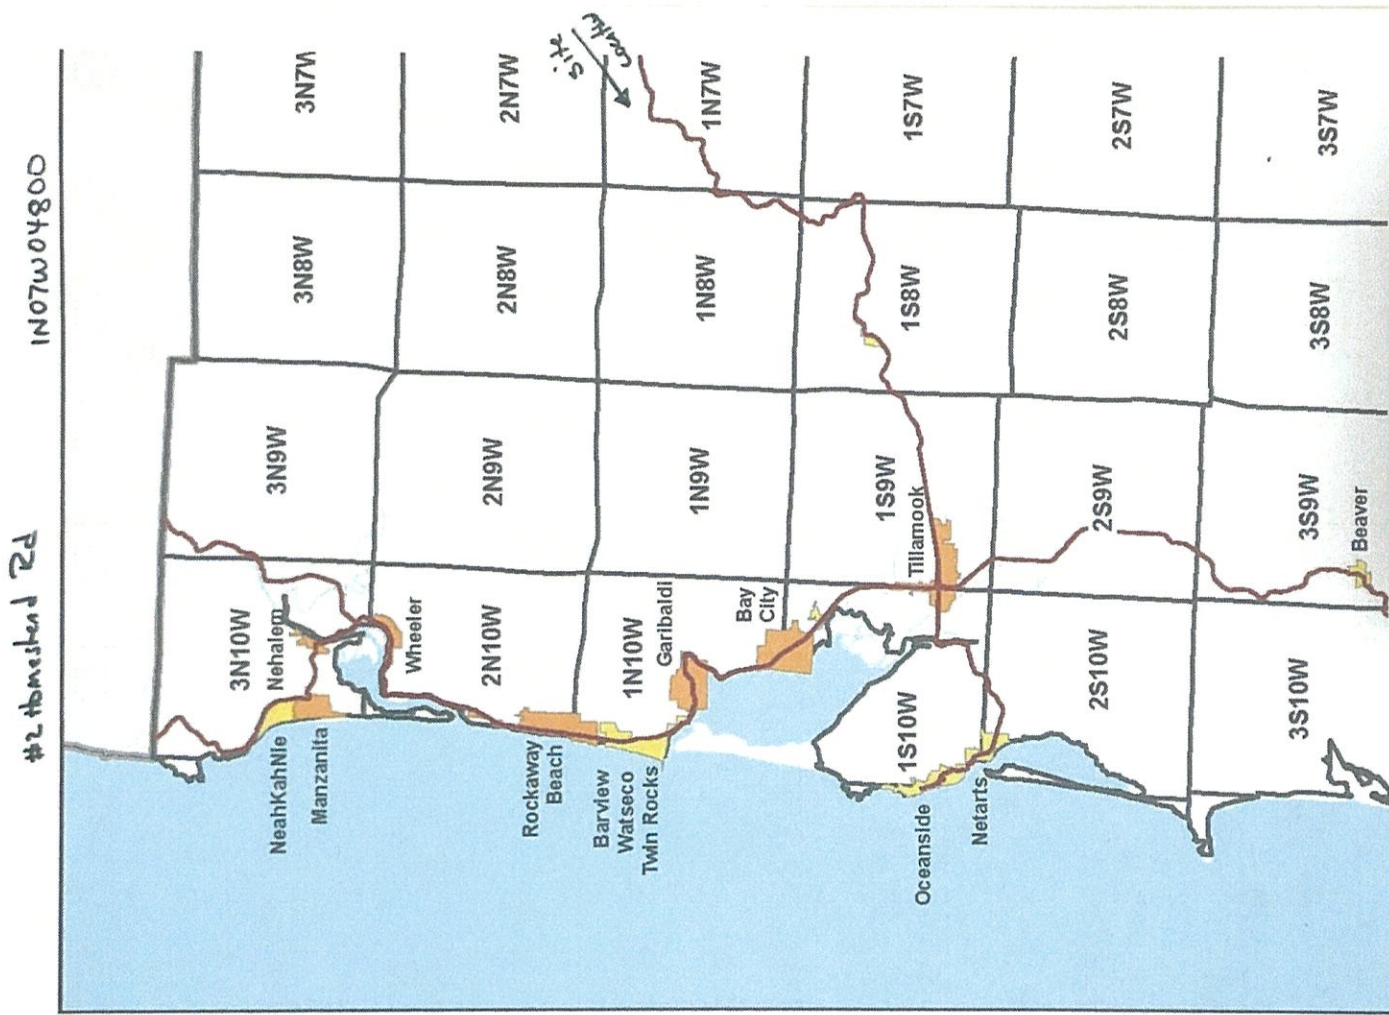 #2 Homestead Rd
1N07W04800
Site
Locate
3N10W
3N9W
3N8W
3N7W
Nehalem
NeahKahNie
Manzanita
Wheeler
2N10W
2N9W
2N8W
2N7W
Rockaway
Beach
1N10W
1N9W
1N8W
1N7W
Barview
Watseco
Twin Rocks
Garibaldi
Bay
City
1S10W
1S9W
1S8W
1S7W
Tillamook
Oceanside
Netarts
2S10W
2S9W
2S8W
2S7W
3S10W
3S9W
3S8W
3S7W
Beaver